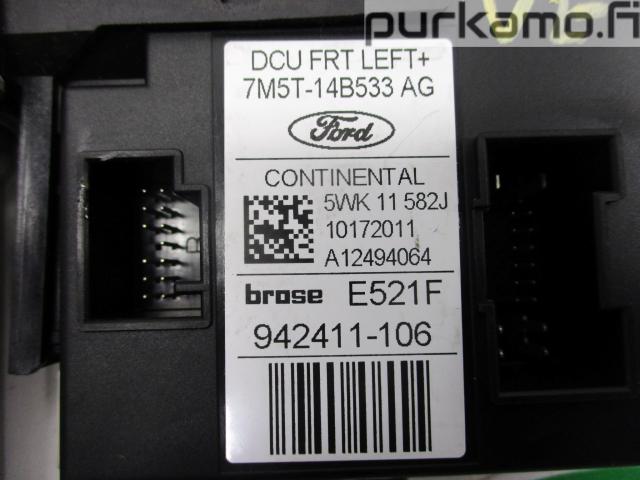 purkamo.fi
DCU FRT LEFT+
7M5T-14B533 AG
Ford
CONTINENTAL
5WK 11 582J
10172011
A12494064
brose E521F
942411-106